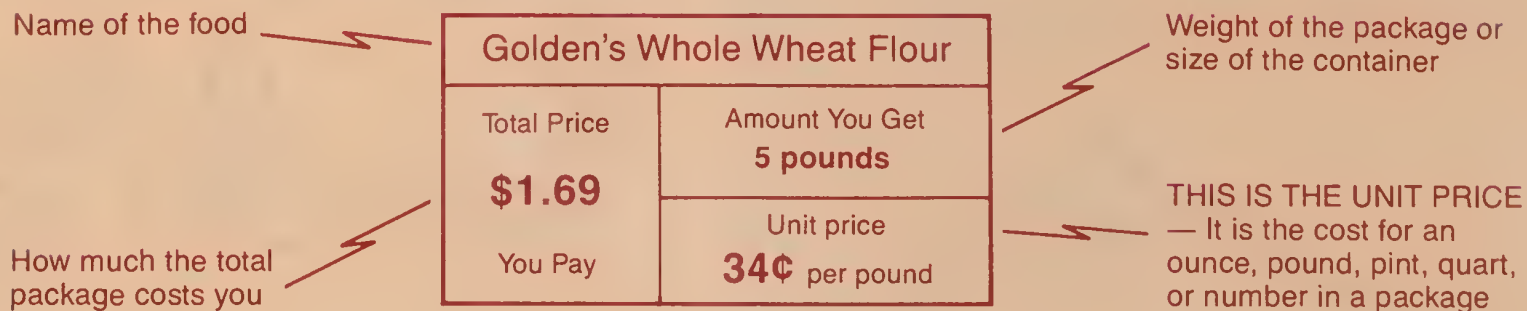 Name of the food
Golden's Whole Wheat Flour
Weight of the package or
size of the container
Total Price
$1.69
You Pay
Amount You Get
5 pounds
Unit price
34¢ per pound
How much the total
package costs you
THIS IS THE UNIT PRICE
— It is the cost for an
ounce, pound, pint, quart,
or number in a package